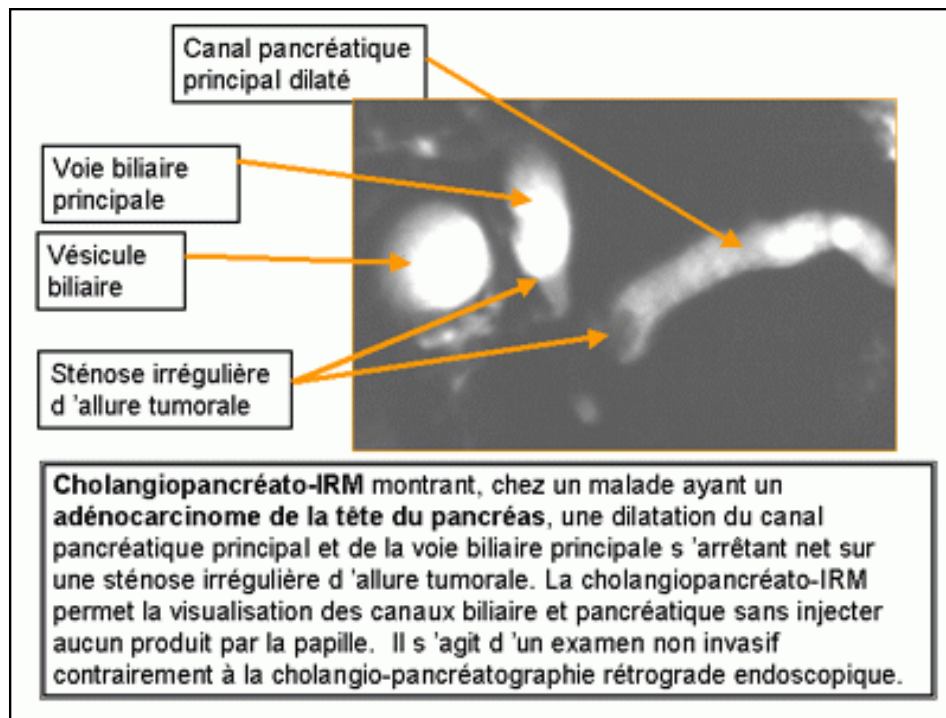 Canal pancréatique
principal dilaté
Voie biliaire
principale
Vésicule
biliaire
Sténose irrégulière
d 'allure tumorale
Cholangiopancréato-IRM montrant, chez un malade ayant un
adénocarcinome de la tête du pancréas, une dilatation du canal
pancréatique principal et de la voie biliaire principale s 'arrêtant net sur
une sténose irrégulière d 'allure tumorale. La cholangiopancréato-IRM
permet la visualisation des canaux biliaire et pancréatique sans injecter
aucun produit par la papille.  Il s 'agit d 'un examen non invasif
contrairement à la cholangio-pancréatographie rétrograde endoscopique.